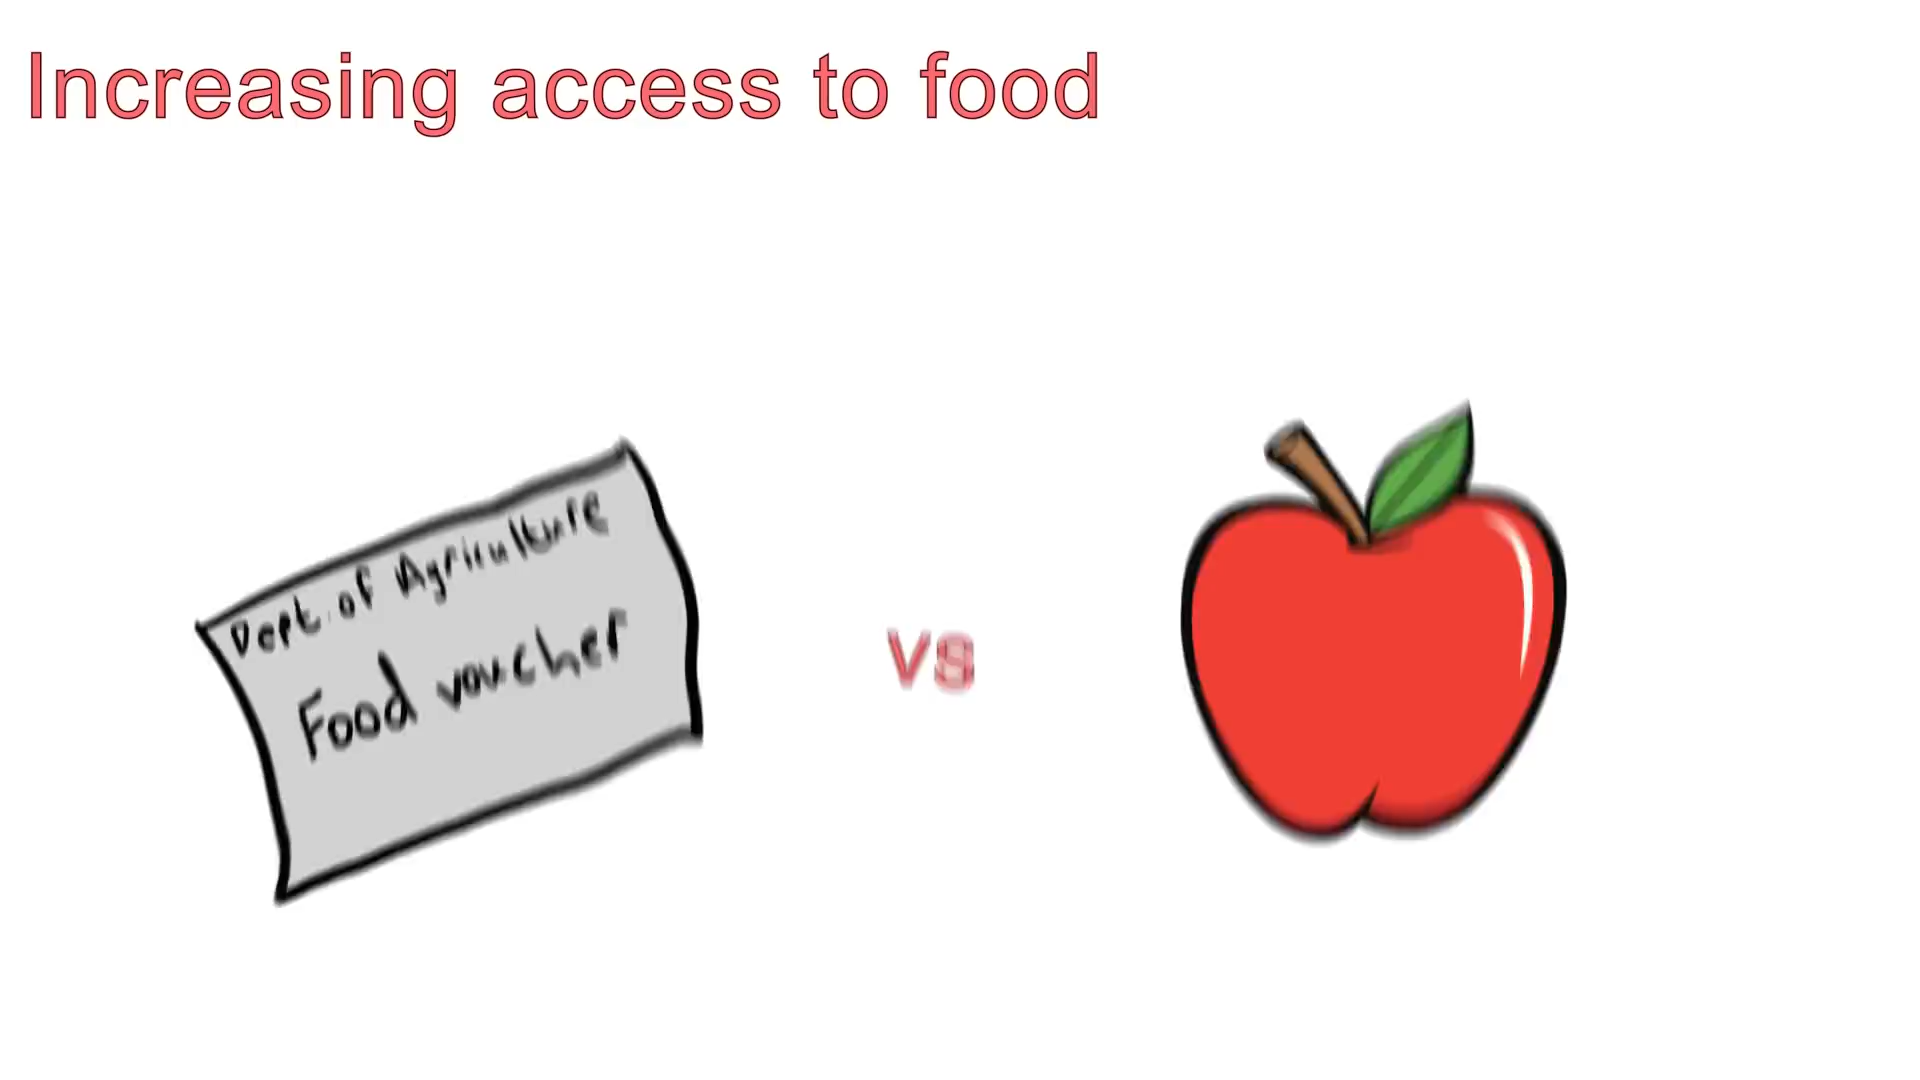 Increasing access to food
Dept. of Agriculture
Food voucher
vs